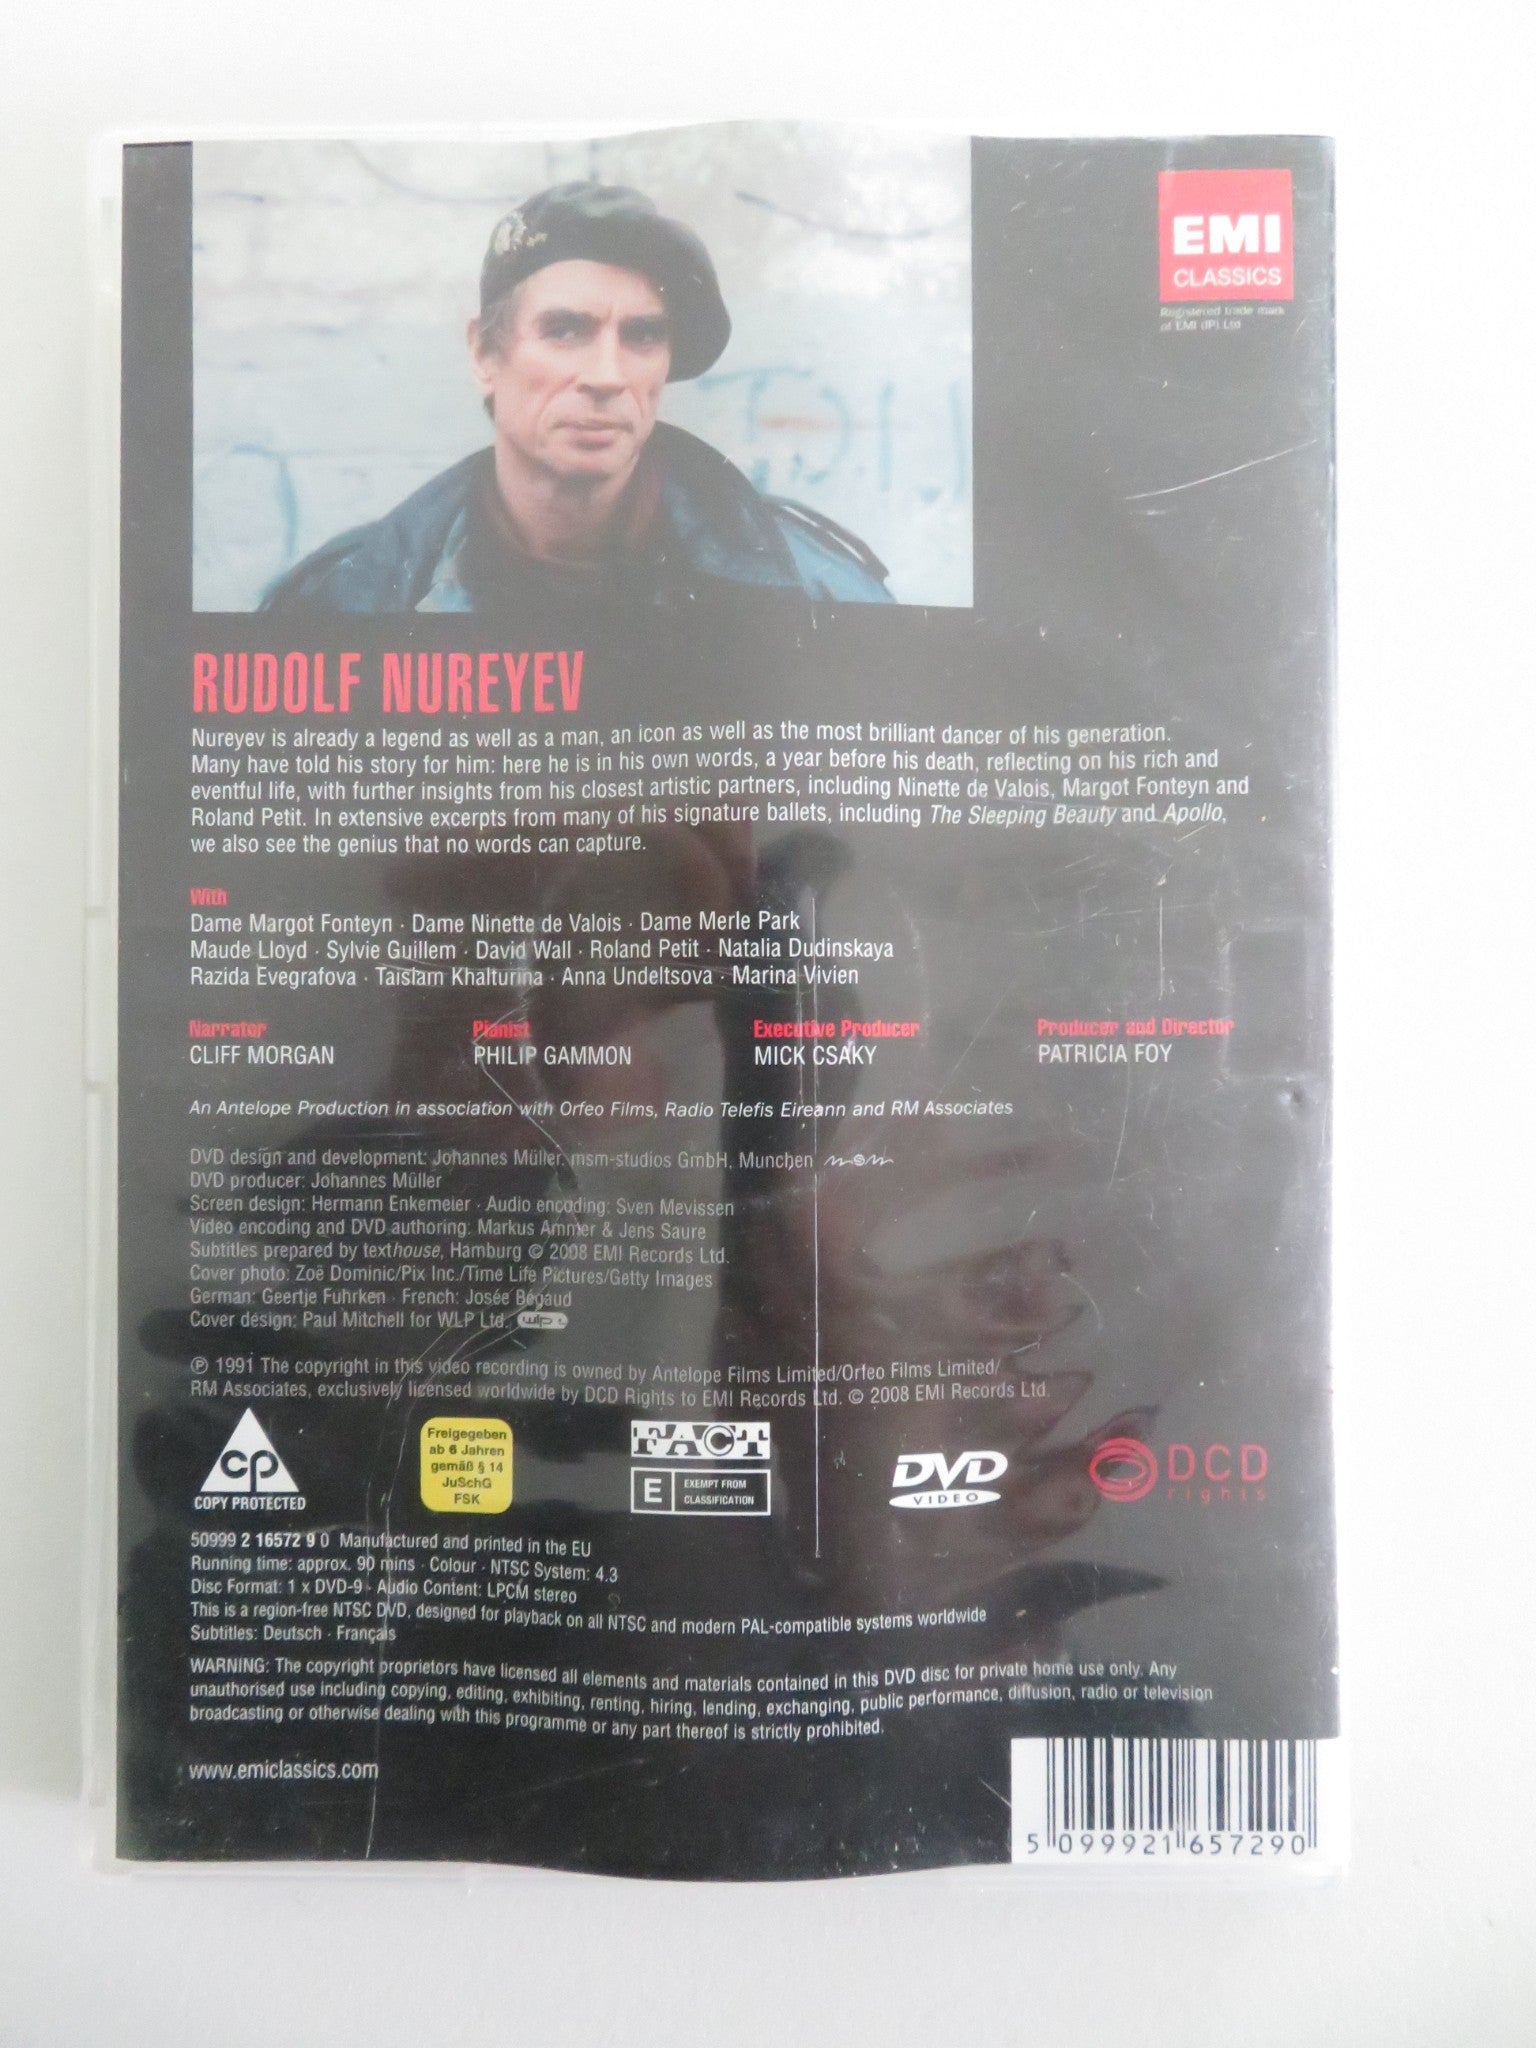 EMI
CLASSICS
Registered trade mark
of EMI (IP) Ltd
RUDOLF NUREYEV
Nureyev is already a legend as well as a man, an icon as well as the most brilliant dancer of his generation.
Many have told his story for him: here he is in his own words, a year before his death, reflecting on his rich and
eventful life, with further insights from his closest artistic partners, including Ninette de Valois, Margot Fonteyn and
Roland Petit. In extensive excerpts from many of his signature ballets, including The Sleeping Beauty and Apollo,
we also see the genius that no words can capture.
With
Dame Margot Fonteyn · Dame Ninette de Valois · Dame Merle Park
Maude Lloyd · Sylvie Guillem · David Wall · Roland Petit · Natalia Dudinskaya
Razida Evegrafova · Taislam Khalturina · Anna Undeltsova · Marina Vivien
Narrator Pianist Executive Producer Producer and Director
CLIFF MORGAN PHILIP GAMMON MICK CSAKY PATRICIA FOY
An Antelope Production in association with Orfeo Films, Radio Telefis Eireann and RM Associates
DVD design and development: Johannes Müller, msm-studios GmbH, Munchen msm
DVD producer: Johannes Müller
Screen design: Hermann Enkemeier · Audio encoding: Sven Mevissen
Video encoding and DVD authoring: Markus Ammer & Jens Saure
Subtitles prepared by texthouse, Hamburg © 2008 EMI Records Ltd.
Cover photo: Zoë Dominic/Pix Inc./Time Life Pictures/Getty Images
German: Geertje Fuhrken · French: Josée Bégaud
Cover design: Paul Mitchell for WLP Ltd. wlp
℗ 1991 The copyright in this video recording is owned by Antelope Films Limited/Orfeo Films Limited/
RM Associates, exclusively licensed worldwide by DCD Rights to EMI Records Ltd. © 2008 EMI Records Ltd.
cp
COPY PROTECTED
Freigegeben
ab 6 Jahren
gemäß § 14
JuSchG
FSK
FACT
E EXEMPT FROM
CLASSIFICATION
DVD
VIDEO
DCD
rights
50999 2 16572 9 0 Manufactured and printed in the EU
Running time: approx. 90 mins · Colour · NTSC System: 4.3
Disc Format: 1 x DVD-9 · Audio Content: LPCM stereo
This is a region-free NTSC DVD, designed for playback on all NTSC and modern PAL-compatible systems worldwide
Subtitles: Deutsch · Français
WARNING: The copyright proprietors have licensed all elements and materials contained in this DVD disc for private home use only. Any
unauthorised use including copying, editing, exhibiting, renting, hiring, lending, exchanging, public performance, diffusion, radio or television
broadcasting or otherwise dealing with this programme or any part thereof is strictly prohibited.
www.emiclassics.com
5 099921 657290